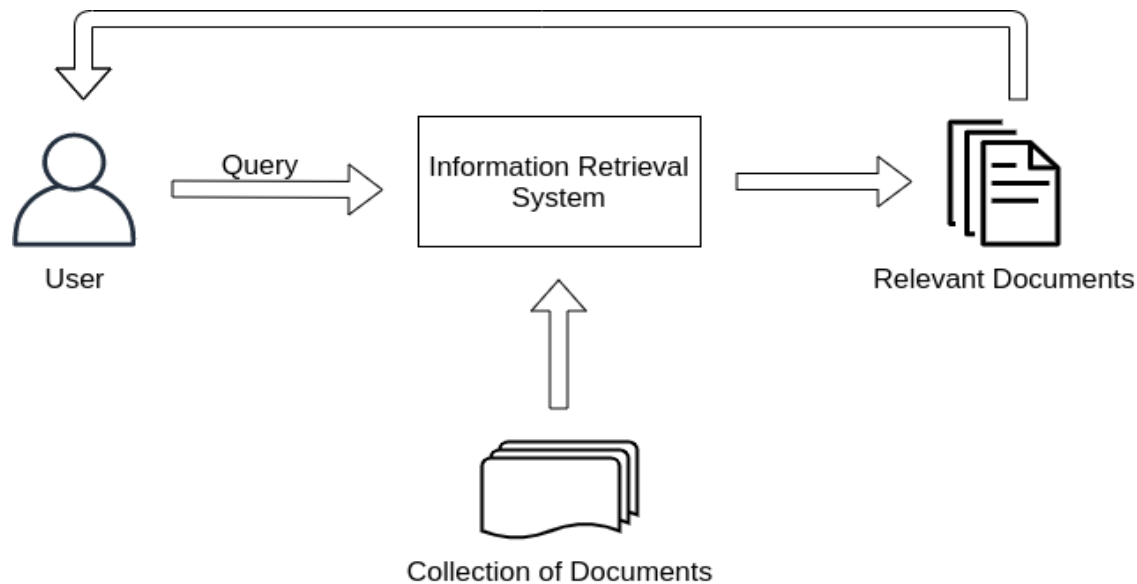 Query
Information Retrieval
System
User
Relevant Documents
Collection of Documents